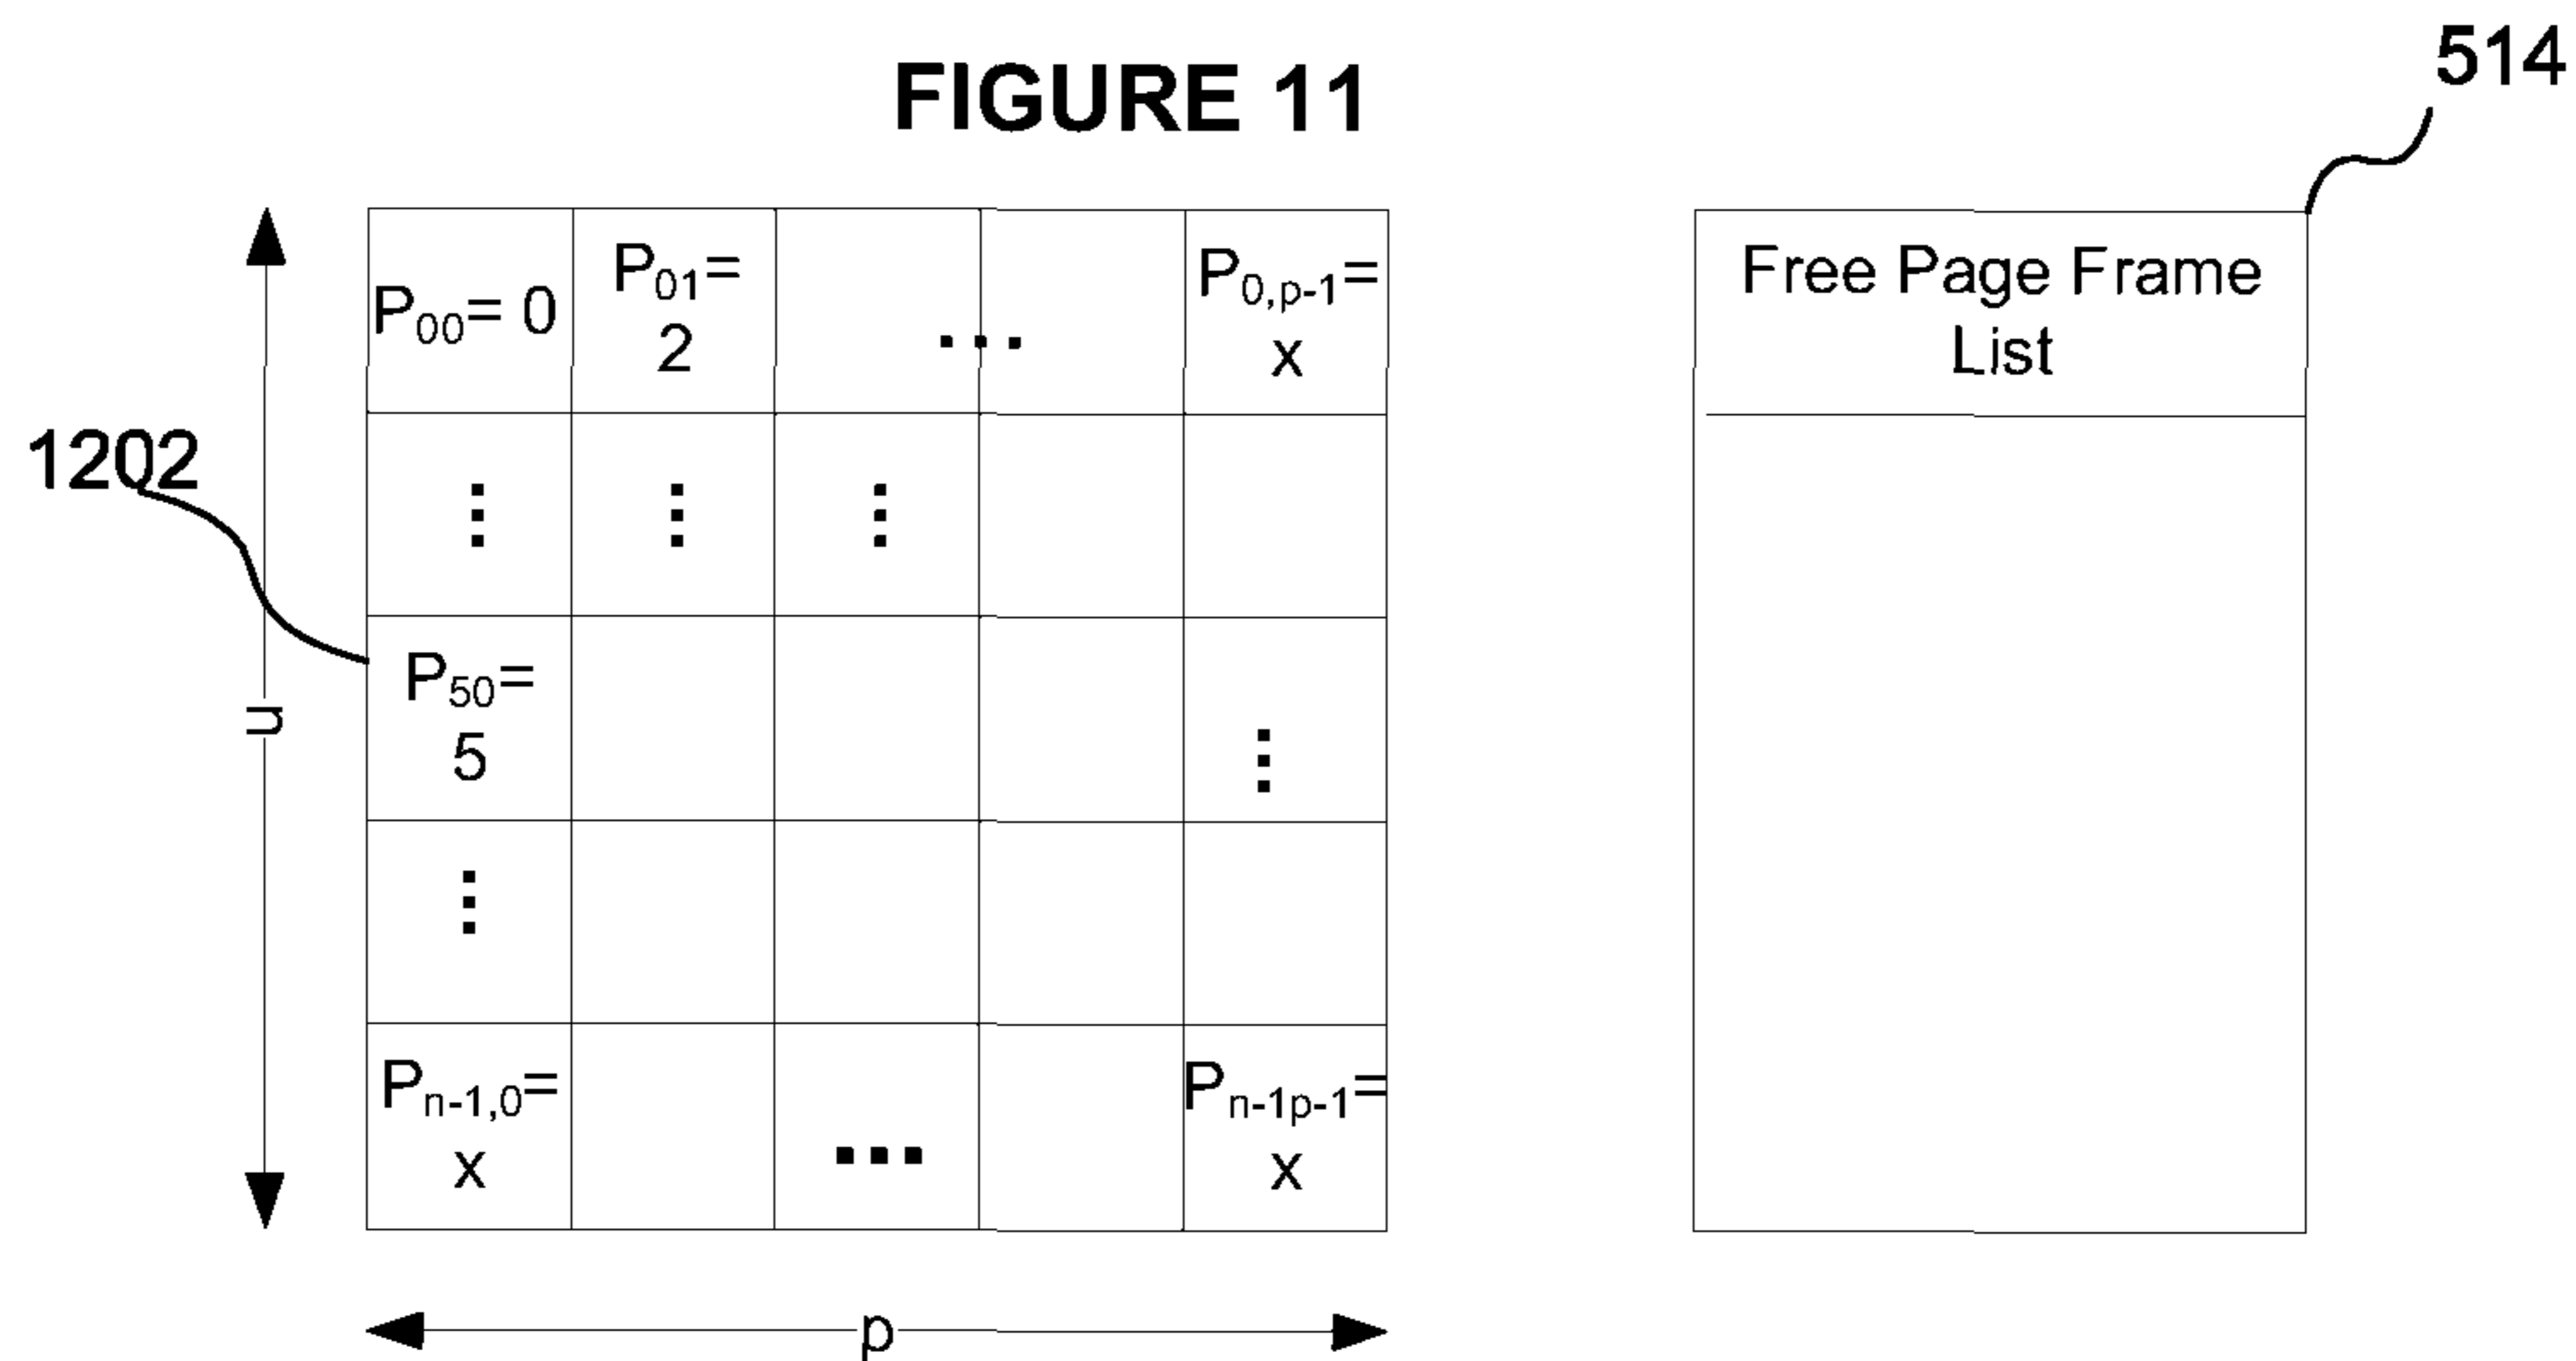 FIGURE 11
514
P00= 0
P01=
2
...
P0,p-1=
x
Free Page Frame
List
1202
n
P50=
5
Pn-1,0=
x
...
Pn-1p-1=
x
p